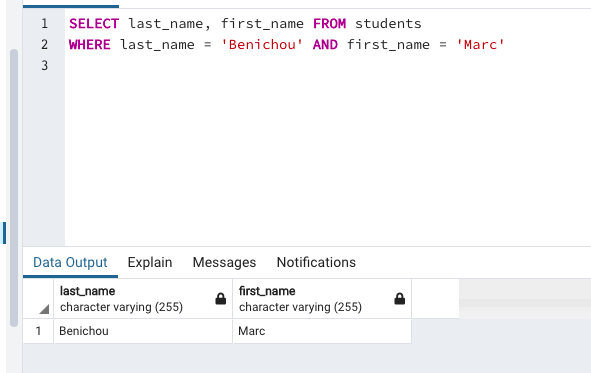 1 SELECT last_name, first_name FROM students
2 WHERE last_name = 'Benichou' AND first_name = 'Marc'
3
Data Output Explain Messages Notifications
last_name first_name
character varying (255) character varying (255)
1 Benichou Marc